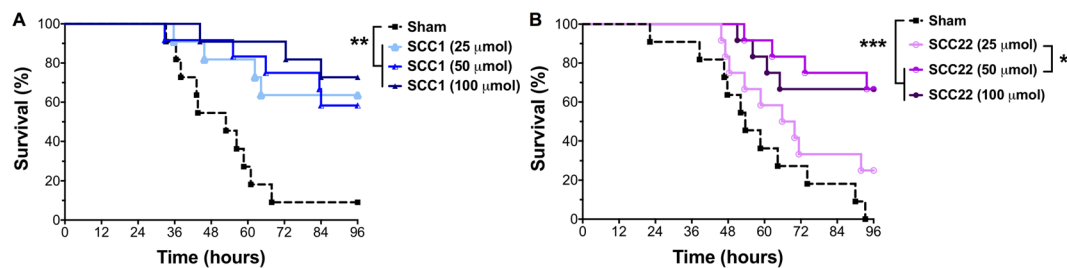 A
Survival (%)
100
80
60
40
20
0
0 12 24 36 48 60 72 84 96
Time (hours)
**
Sham
SCC1 (25 μmol)
SCC1 (50 μmol)
SCC1 (100 μmol)
B
Survival (%)
100
80
60
40
20
0
0 12 24 36 48 60 72 84 96
Time (hours)
***
Sham
SCC22 (25 μmol)
SCC22 (50 μmol)
SCC22 (100 μmol)
*